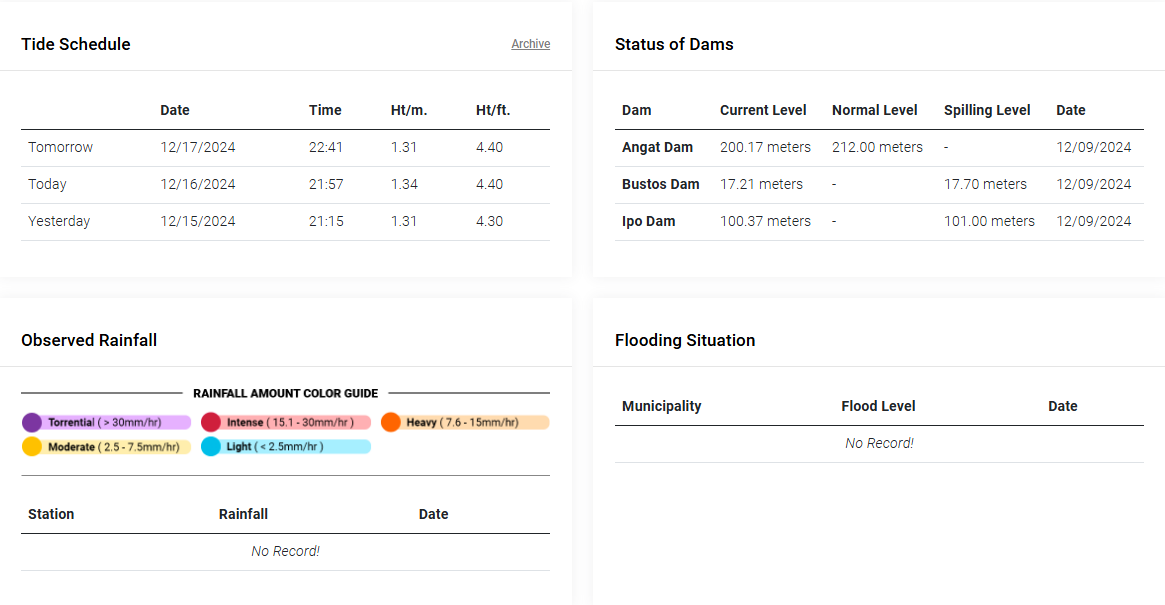 Tide Schedule
Archive
Date Time Ht/m. Ht/ft.
Tomorrow 12/17/2024 22:41 1.31 4.40
Today 12/16/2024 21:57 1.34 4.40
Yesterday 12/15/2024 21:15 1.31 4.30
Status of Dams
Dam Current Level Normal Level Spilling Level Date
Angat Dam 200.17 meters 212.00 meters - 12/09/2024
Bustos Dam 17.21 meters - 17.70 meters 12/09/2024
Ipo Dam 100.37 meters - 101.00 meters 12/09/2024
Observed Rainfall
RAINFALL AMOUNT COLOR GUIDE
Torrential ( > 30mm/hr) Intense ( 15.1 - 30mm/hr ) Heavy ( 7.6 - 15mm/hr)
Moderate ( 2.5 - 7.5mm/hr) Light ( < 2.5mm/hr )
Station Rainfall Date
No Record!
Flooding Situation
Municipality Flood Level Date
No Record!